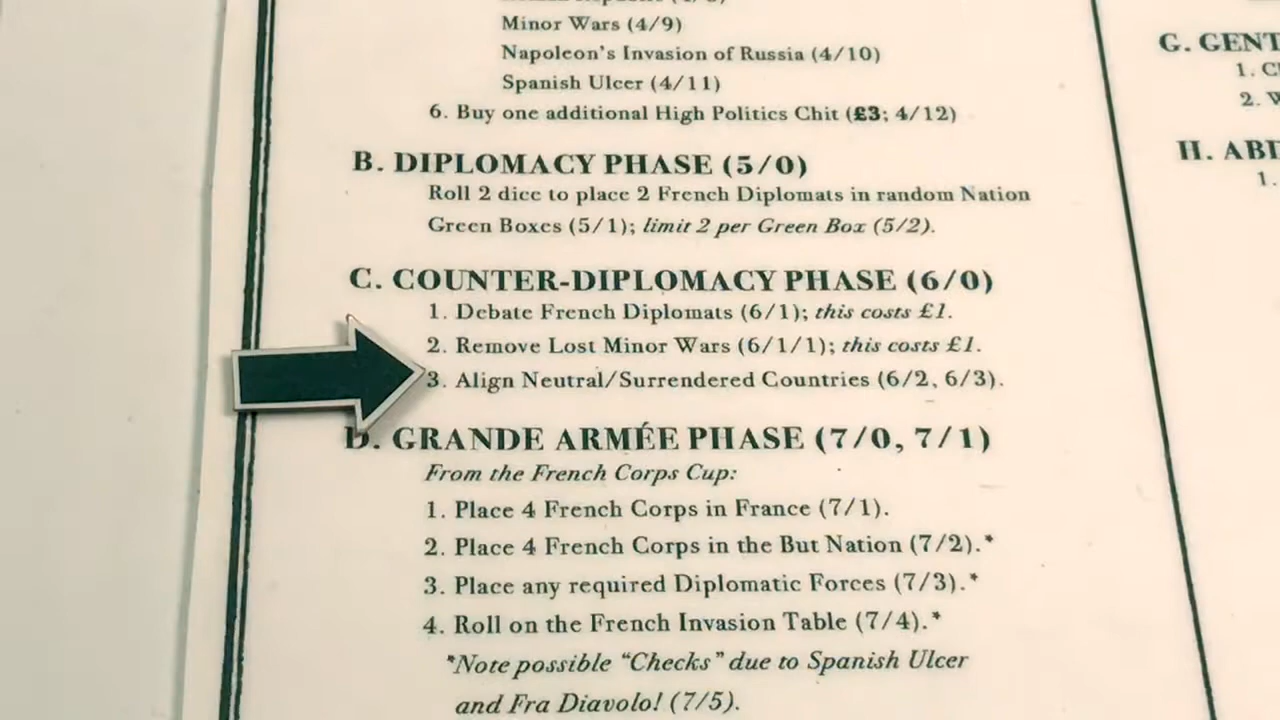 Minor Wars (4/9)
Napoleon's Invasion of Russia (4/10)
Spanish Ulcer (4/11)
6. Buy one additional High Politics Chit (£3; 4/12)
B. DIPLOMACY PHASE (5/0)
Roll 2 dice to place 2 French Diplomats in random Nation
Green Boxes (5/1); limit 2 per Green Box (5/2).
C. COUNTER-DIPLOMACY PHASE (6/0)
1. Debate French Diplomats (6/1); this costs £1.
2. Remove Lost Minor Wars (6/1/1); this costs £1.
3. Align Neutral/Surrendered Countries (6/2, 6/3).
D. GRANDE ARMÉE PHASE (7/0, 7/1)
From the French Corps Cup:
1. Place 4 French Corps in France (7/1).
2. Place 4 French Corps in the But Nation (7/2).*
3. Place any required Diplomatic Forces (7/3).*
4. Roll on the French Invasion Table (7/4).*
*Note possible “Checks” due to Spanish Ulcer
and Fra Diavolo! (7/5).
G.
1.
2.
H.
1.